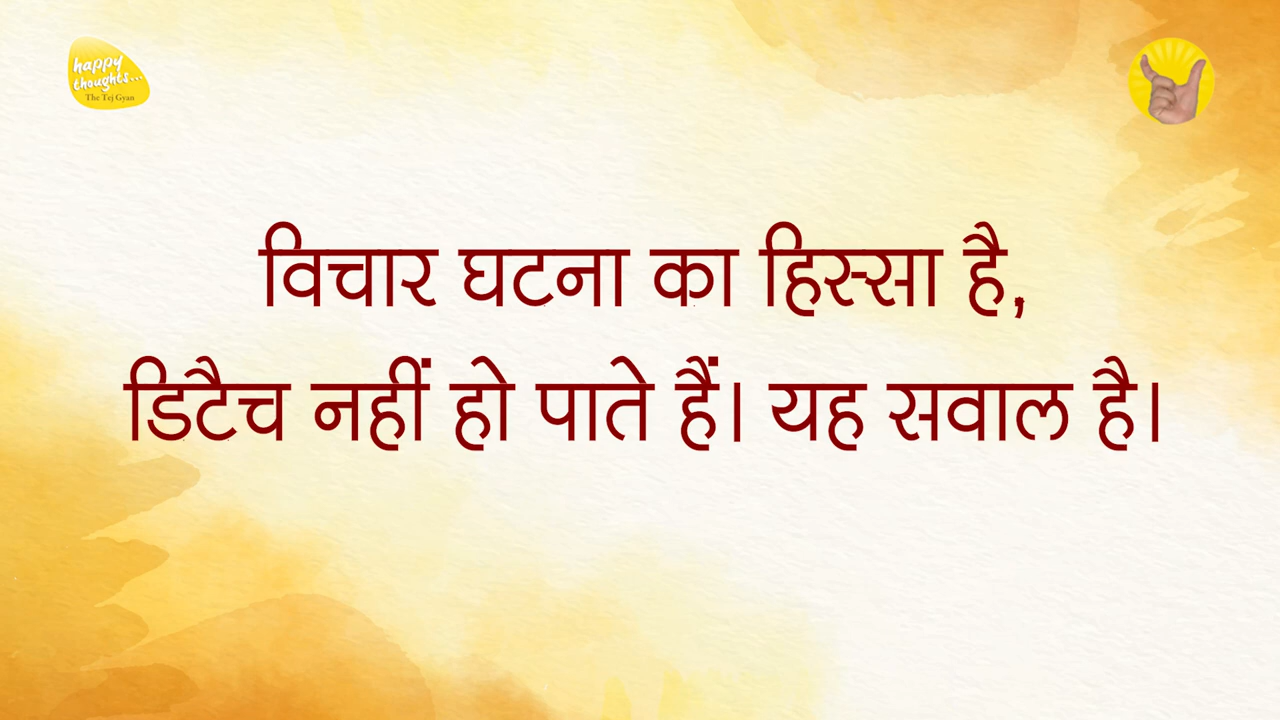 happy
thoughts...
The Tej Gyan
विचार घटना का हिस्सा है,
डिटैच नहीं हो पाते हैं। यह सवाल है।